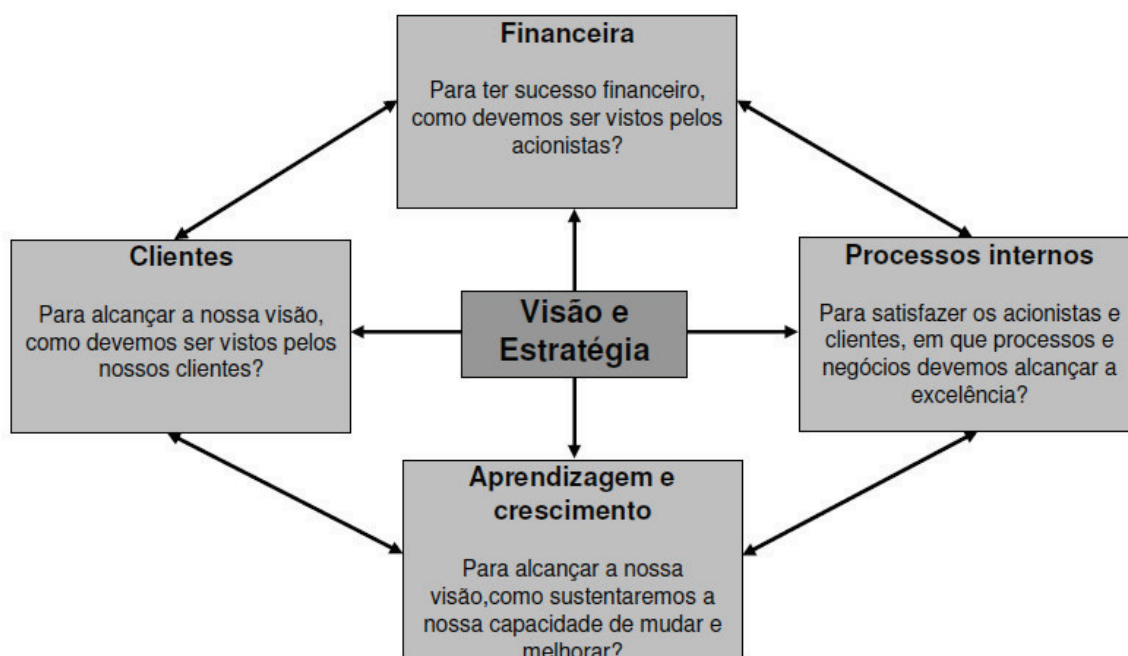 Financeira
Para ter sucesso financeiro,
como devemos ser vistos pelos
acionistas?
Clientes
Para alcançar a nossa visão,
como devemos ser vistos pelos
nossos clientes?
Visão e
Estratégia
Processos internos
Para satisfazer os acionistas e
clientes, em que processos e
negócios devemos alcançar a
excelência?
Aprendizagem e
crescimento
Para alcançar a nossa
visão,como sustentaremos a
nossa capacidade de mudar e
melhorar?